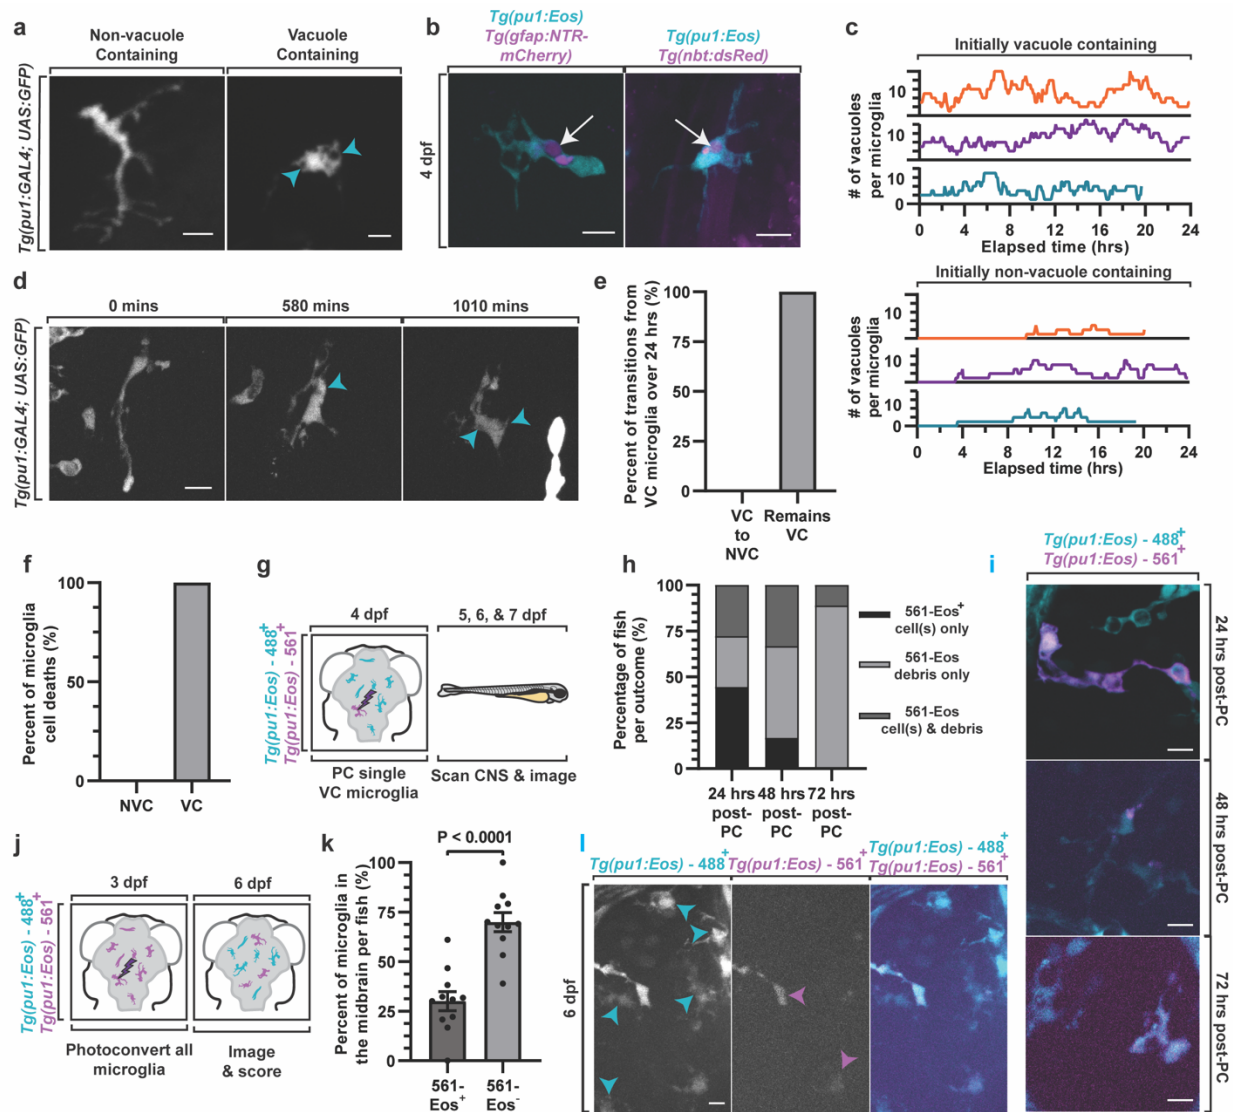 a
Non-vacuole
Containing
Vacuole
Containing
Tg(pu1:GAL4; UAS:GFP)
b
Tg(pu1:Eos)
Tg(gfap:NTR-
mCherry)
Tg(pu1:Eos)
Tg(nbt:dsRed)
4 dpf
c
Initially vacuole containing
# of vacuoles
per microglia
10
10
10
0 4 8 12 16 20 24
Elapsed time (hrs)
Initially non-vacuole containing
# of vacuoles
per microglia
10
10
10
0 4 8 12 16 20 24
Elapsed time (hrs)
d
0 mins
580 mins
1010 mins
Tg(pu1:GAL4; UAS:GFP)
e
Percent of transitions from
VC microglia over 24 hrs (%)
100
75
50
25
0
VC
to
NVC
Remains
VC
f
Percent of microglia
cell deaths (%)
100
50
0
NVC
VC
g
4 dpf
5, 6, & 7 dpf
Tg(pu1:Eos) - 488+
Tg(pu1:Eos) - 561+
PC single
VC microglia
Scan CNS & image
h
Percentage of fish
per outcome (%)
100
75
50
25
0
24 hrs
post-
PC
48 hrs
post-
PC
72 hrs
post-
PC
561-Eos+
cell(s) only
561-Eos
debris only
561-Eos
cell(s) & debris
i
Tg(pu1:Eos) - 488+
Tg(pu1:Eos) - 561+
24 hrs post-PC
48 hrs post-PC
72 hrs post-PC
j
3 dpf
6 dpf
Tg(pu1:Eos) - 488+
Tg(pu1:Eos) - 561+
Photoconvert all
microglia
Image
& score
k
P < 0.0001
Percent of microglia in
the midbrain per fish (%)
100
75
50
25
0
561-
Eos+
561-
Eos-
l
Tg(pu1:Eos) - 488+
Tg(pu1:Eos) - 561+
Tg(pu1:Eos) - 488+
Tg(pu1:Eos) - 561+
6 dpf